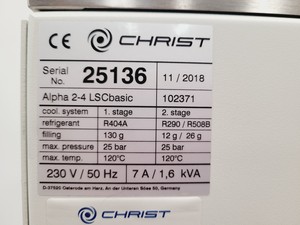 CE CHRIST
Serial No. 25136 11 / 2018
Alpha 2-4 LSCbasic 102371
cool. system 1. stage 2. stage
refrigerant R404A R290 / R508B
filling 130 g 12 g / 26 g
max. pressure 25 bar 25 bar
max. temp. 120°C 120°C
230 V / 50 Hz 7 A / 1,6 kVA
D-37520 Osterode am Harz, An der Unteren Söse 50, Germany
CHRIST